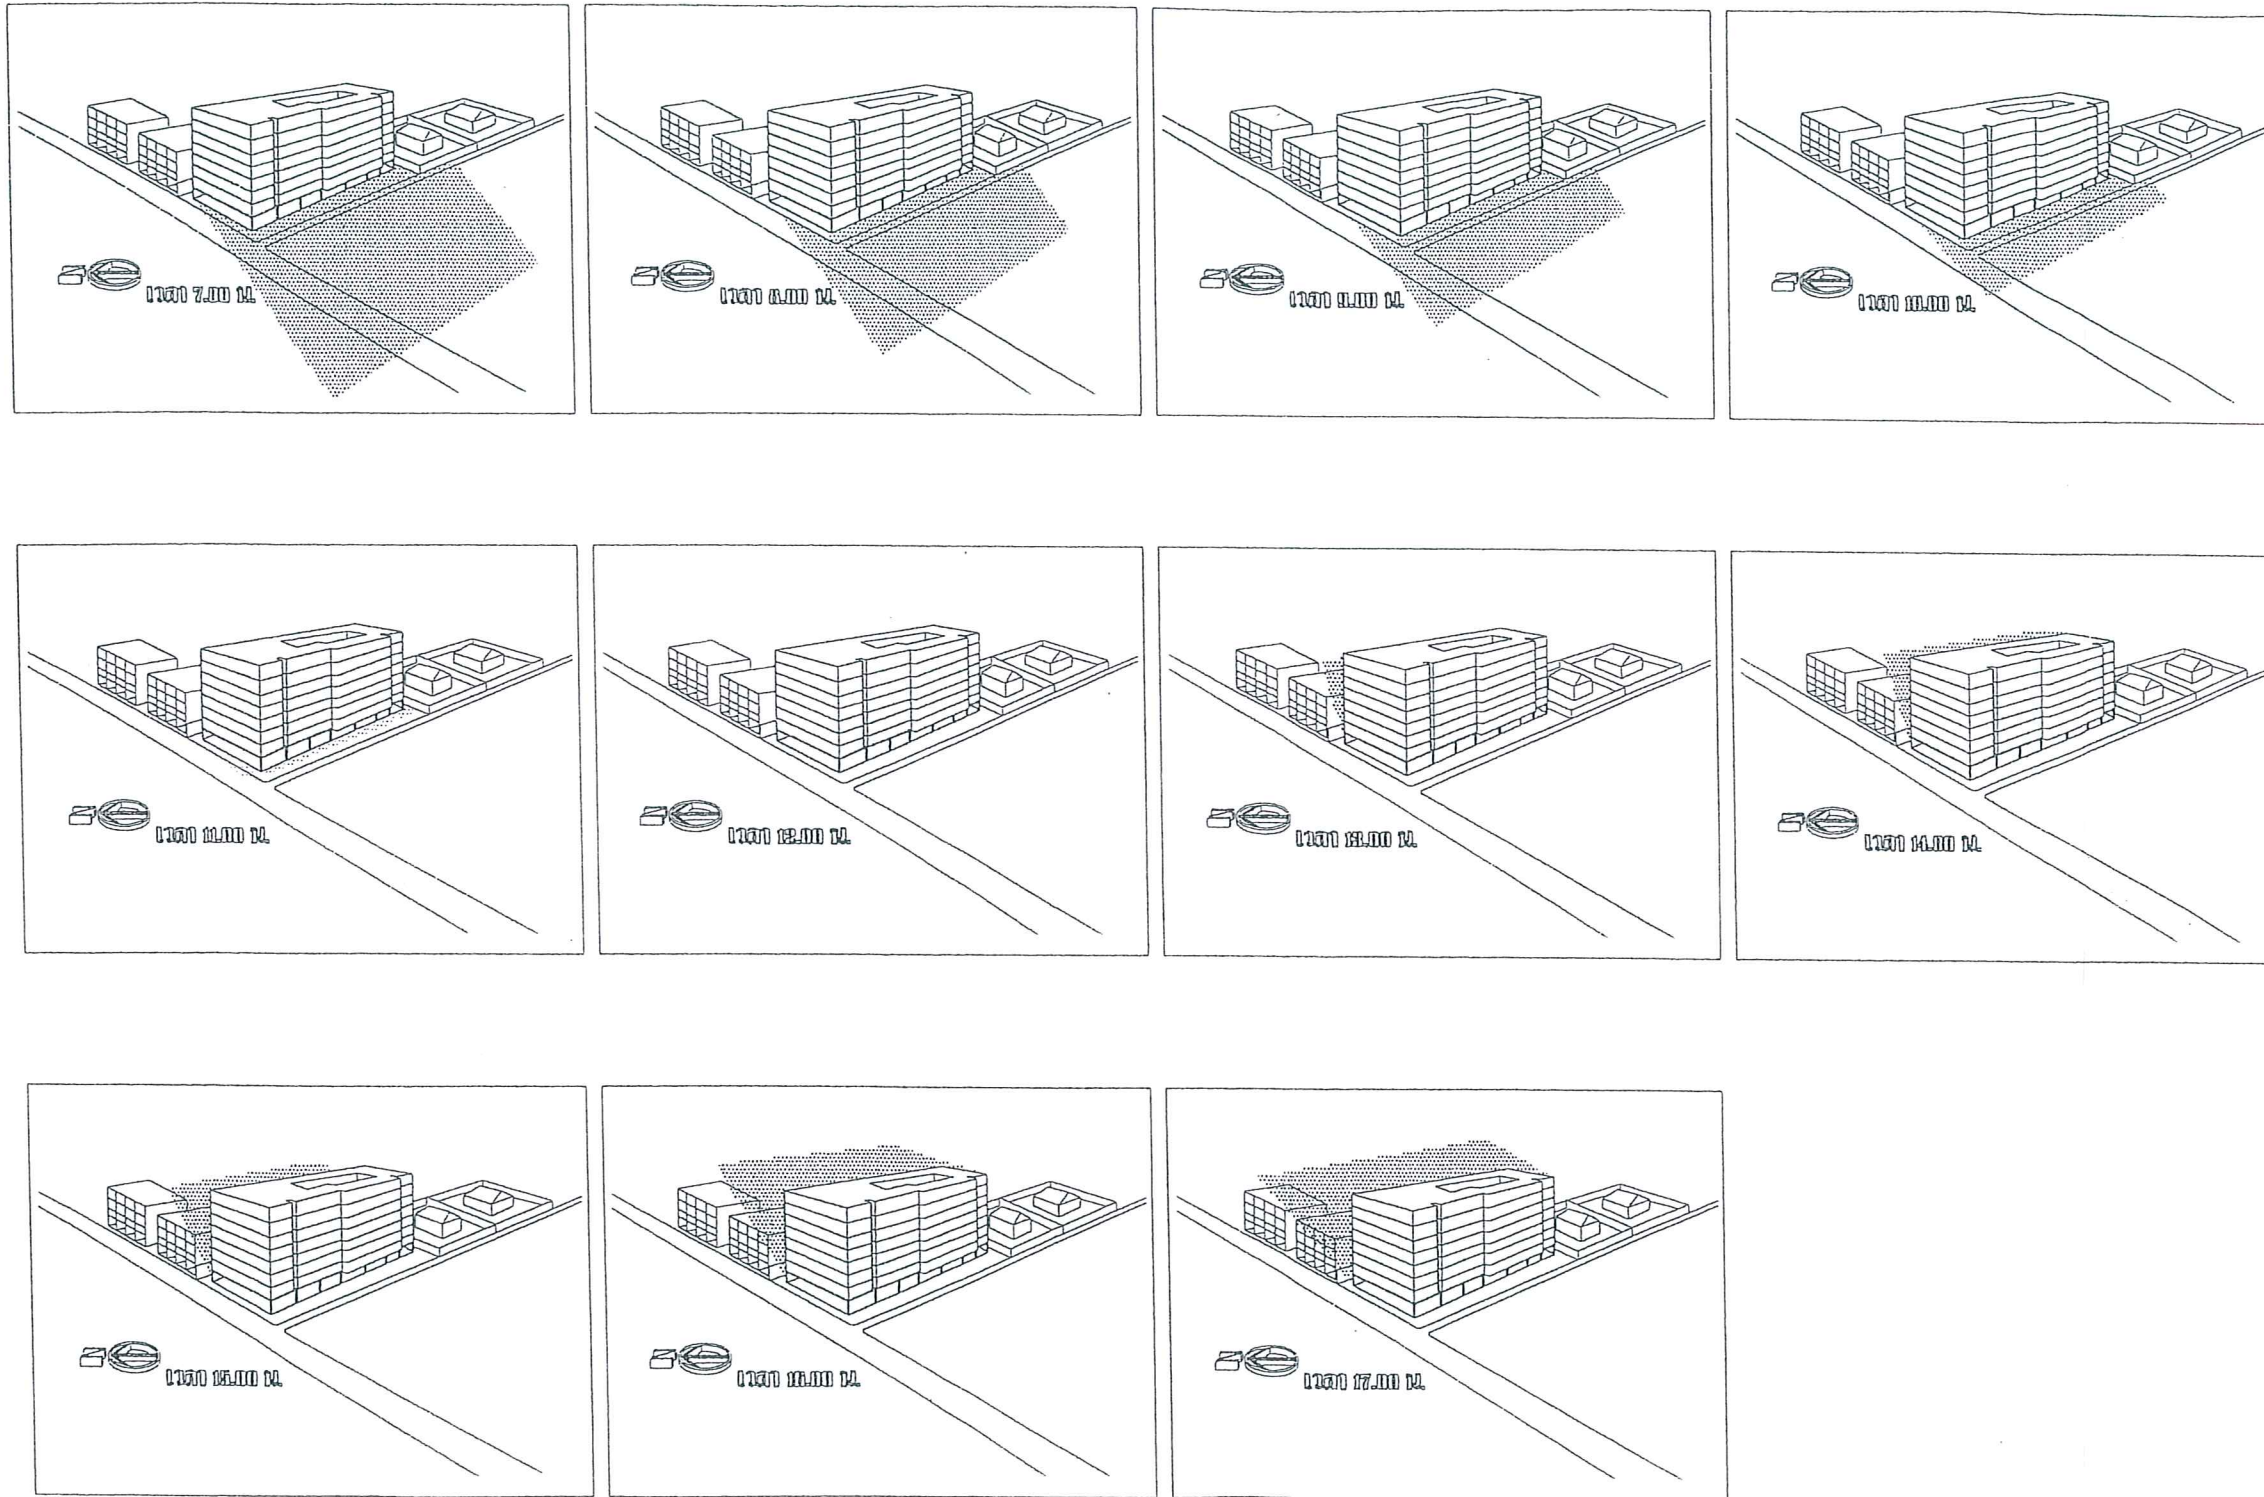 N
เวลา 7.00 น.
N
เวลา 8.00 น.
N
เวลา 9.00 น.
N
เวลา 10.00 น.
N
เวลา 11.00 น.
N
เวลา 12.00 น.
N
เวลา 13.00 น.
N
เวลา 14.00 น.
N
เวลา 15.00 น.
N
เวลา 16.00 น.
N
เวลา 17.00 น.